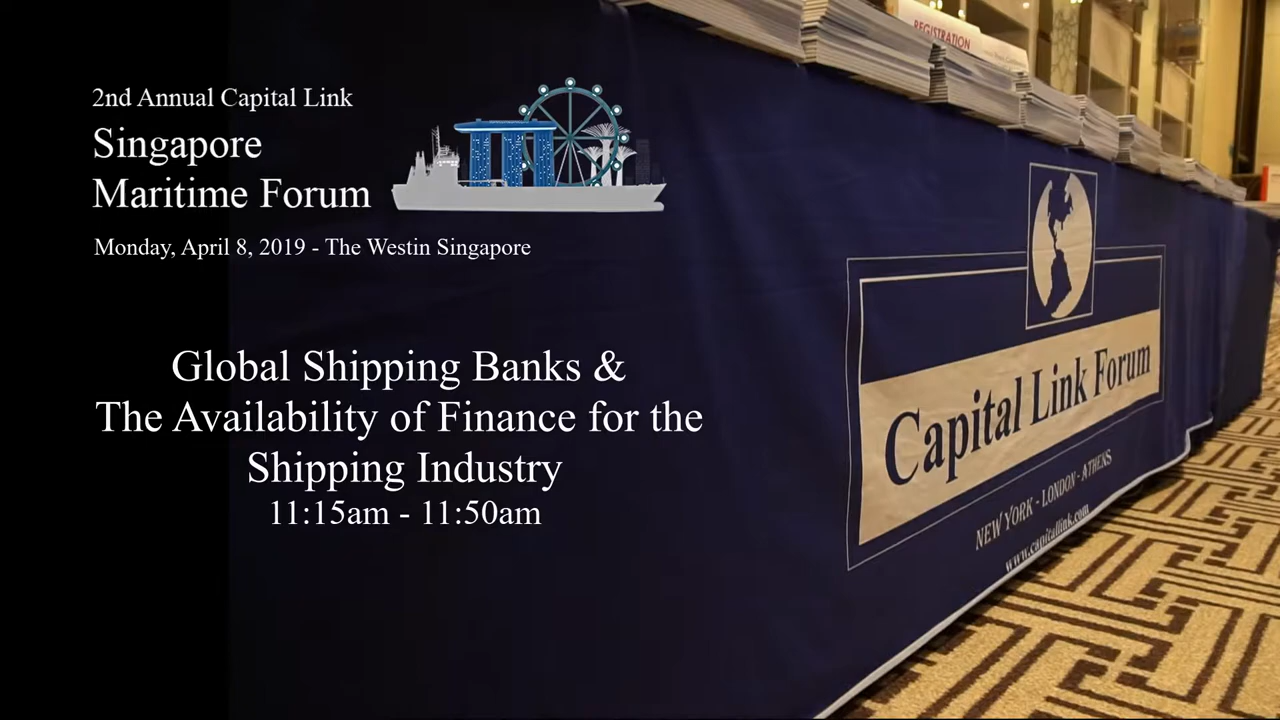 2nd Annual Capital Link
Singapore
Maritime Forum
Monday, April 8, 2019 - The Westin Singapore
Global Shipping Banks &
The Availability of Finance for the
Shipping Industry
11:15am - 11:50am
REGISTRATION
Capital Link Forum
NEW YORK - LONDON - ATHENS
www.capitallink.com